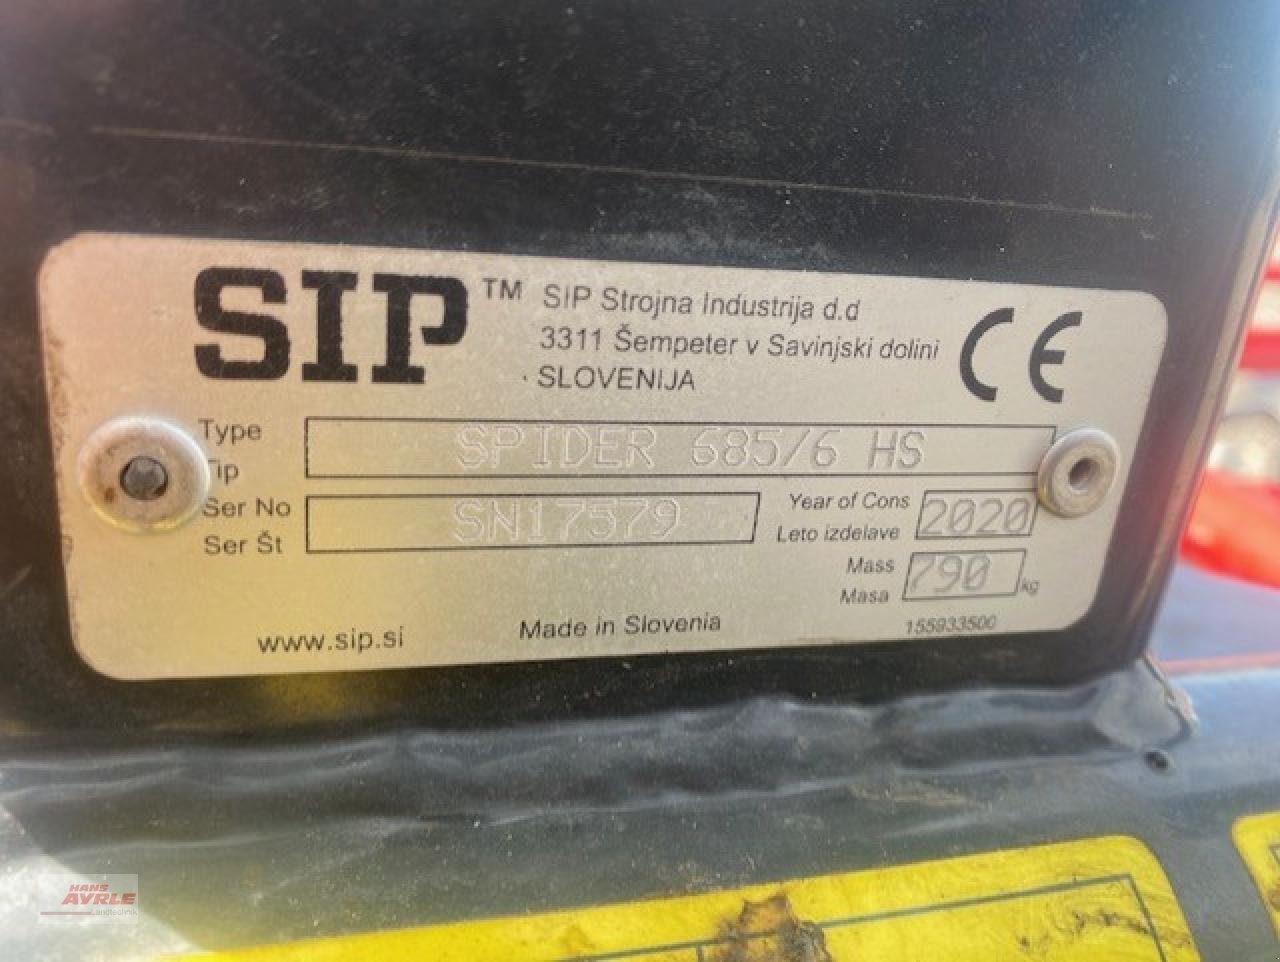 SIP™
SIP Strojna Industrija d.d
3311 Šempeter v Savinjski dolini
SLOVENIJA
CE
Type
Tip
SPIDER 685/6 HS
Ser No
Ser Št
SN17579
Year of Cons
Leto izdelave
2020
Mass
Masa
790
kg
www.sip.si
Made in Slovenia
155933500
HANS
AVRLE
Landtechnik